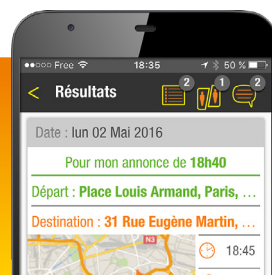 Free 18:35 50 %
< Résultats 2 1 2
Date : lun 02 Mai 2016
Pour mon annonce de 18h40
Départ : Place Louis Armand, Paris, ...
Destination : 31 Rue Eugène Martin, ...
N3
18:45